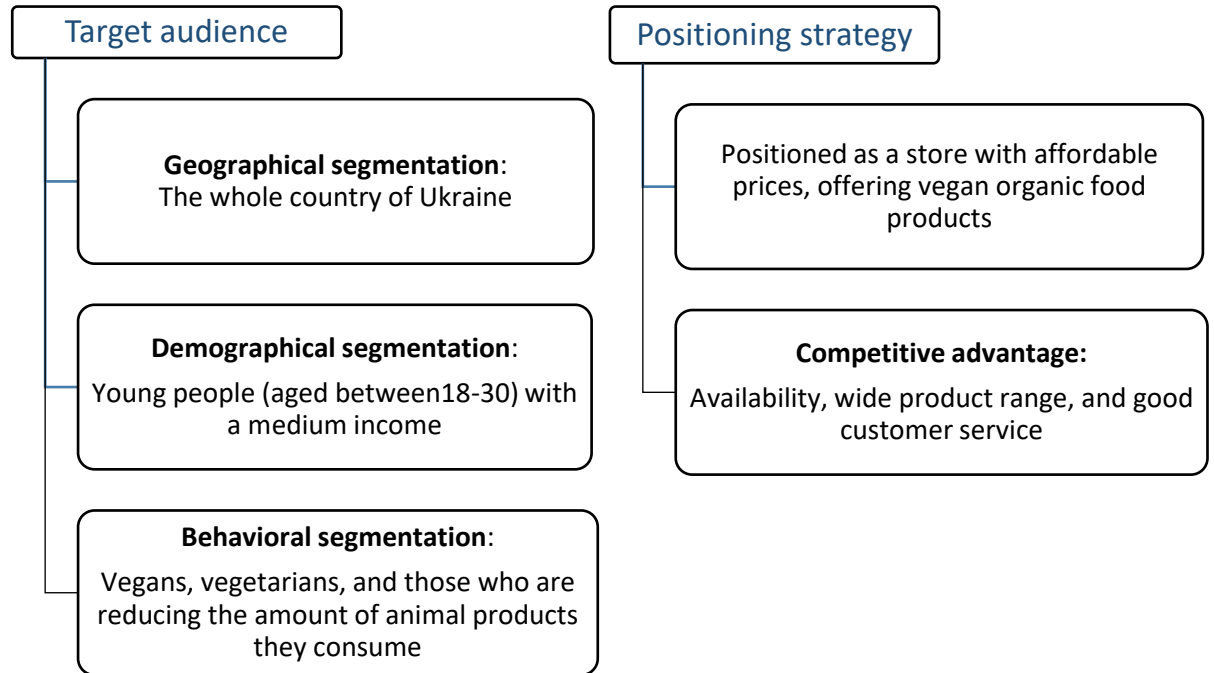 Target audience
Geographical segmentation:
The whole country of Ukraine
Demographical segmentation:
Young people (aged between18-30) with
a medium income
Behavioral segmentation:
Vegans, vegetarians, and those who are
reducing the amount of animal products
they consume
Positioning strategy
Positioned as a store with affordable
prices, offering vegan organic food
products
Competitive advantage:
Availability, wide product range, and good
customer service